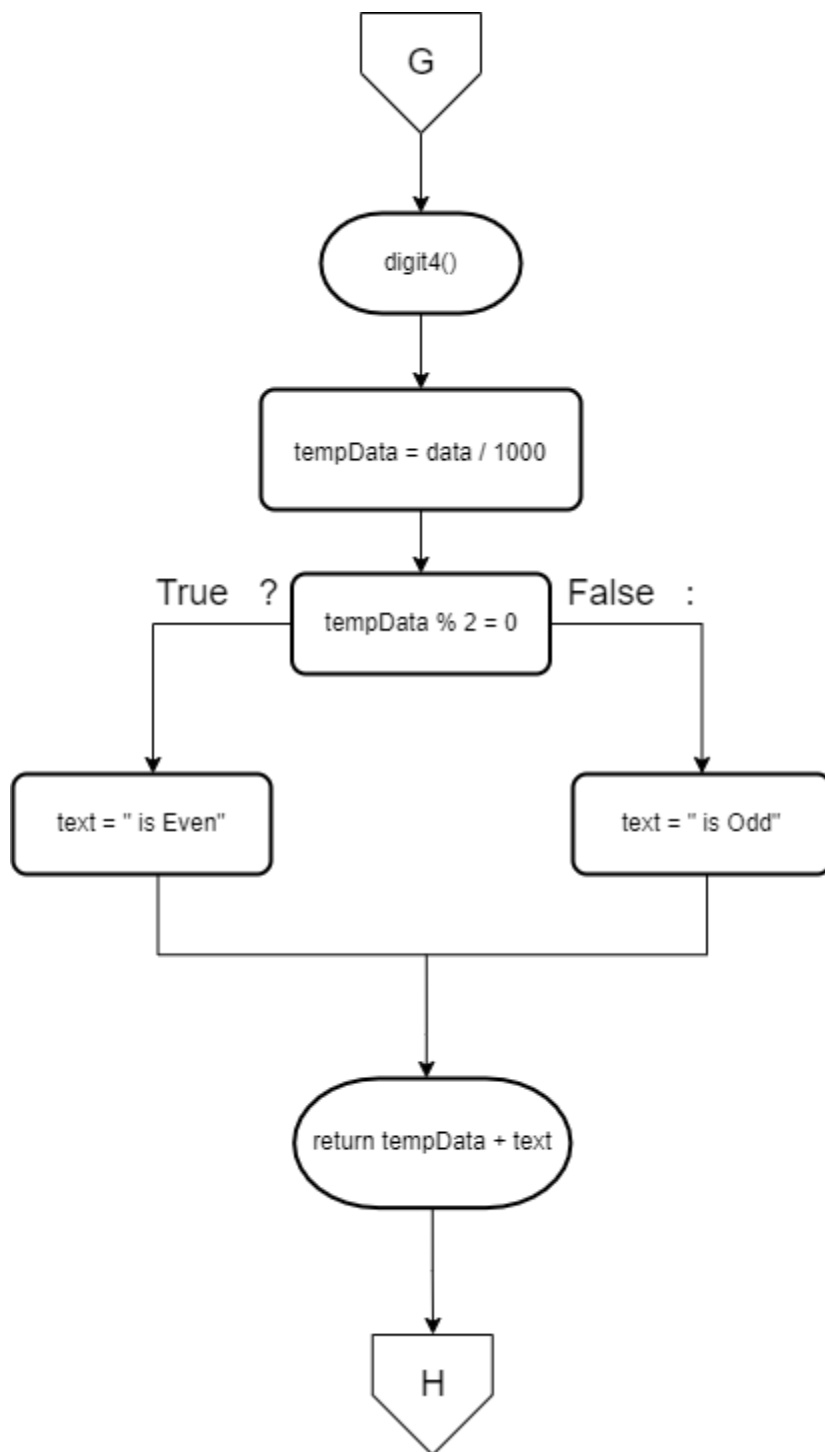 G
digit4()
tempData = data / 1000
True ?
False :
tempData % 2 = 0
text = " is Even"
text = " is Odd"
return tempData + text
H